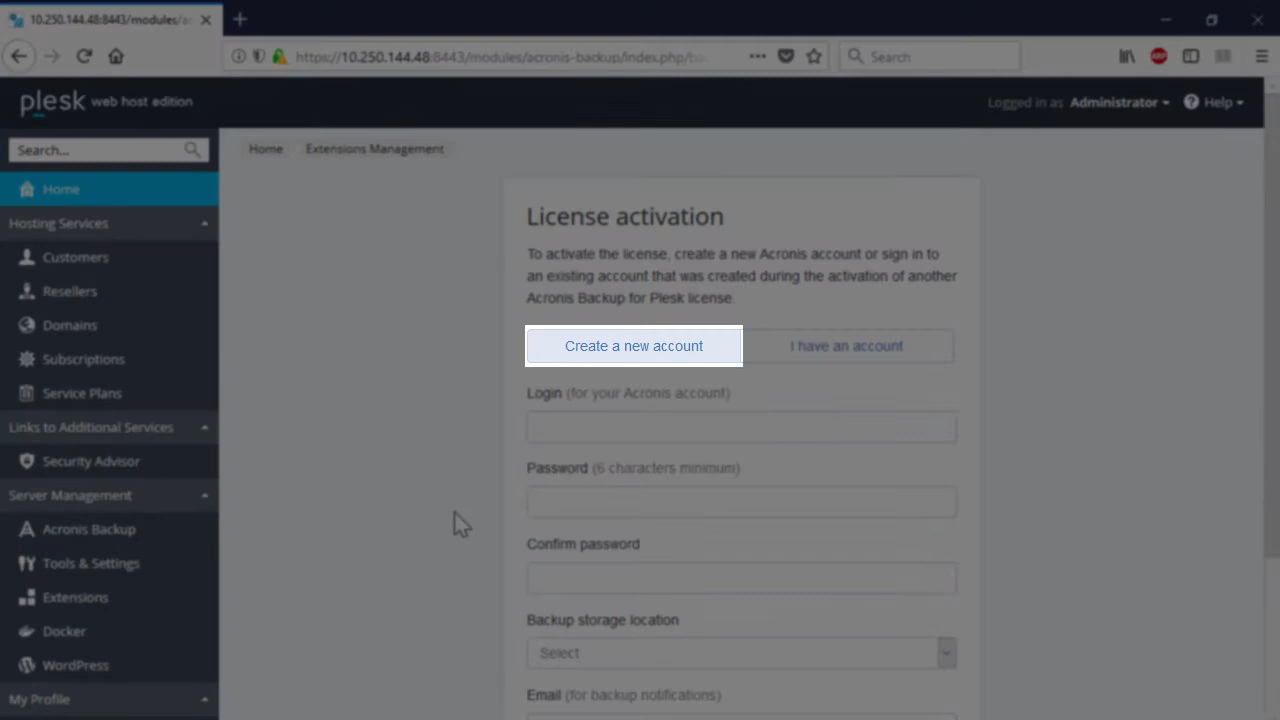 10.250.144.48:8443/modules/ac
https://10.250.144.48:8443/modules/acronis-backup/index.php/ba
Search
plesk web host edition
Logged in as Administrator
Help
Search...
Home
Hosting Services
Customers
Resellers
Domains
Subscriptions
Service Plans
Links to Additional Services
Security Advisor
Server Management
Acronis Backup
Tools & Settings
Extensions
Docker
WordPress
My Profile
Home Extensions Management
License activation
To activate the license, create a new Acronis account or sign in to
an existing account that was created during the activation of another
Acronis Backup for Plesk license.
Create a new account
I have an account
Login (for your Acronis account)
Password (6 characters minimum)
Confirm password
Backup storage location
Select
Email (for backup notifications)